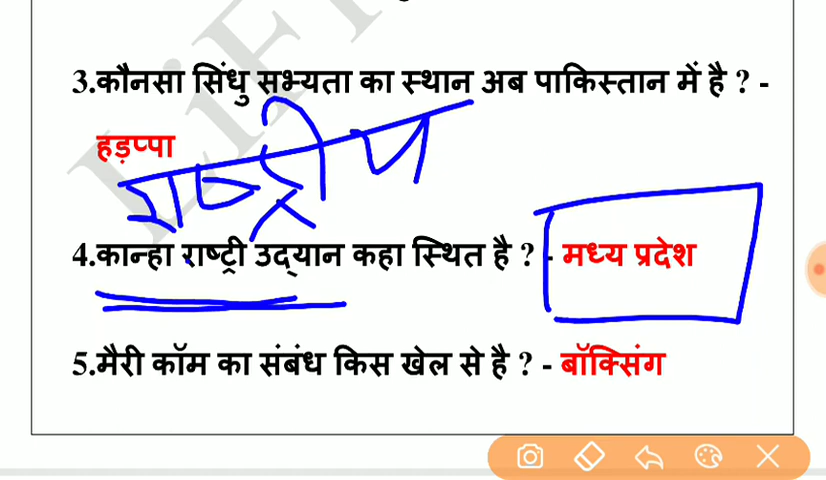 3.कौनसा सिंधु सभ्यता का स्थान अब पाकिस्तान में है ? -
हड़प्पा
राष्ट्रीय
4.कान्हा राष्ट्री उद्‌यान कहा स्थित है ? - मध्य प्रदेश
5.मैरी कॉम का संबंध किस खेल से है ? - बॉक्सिंग